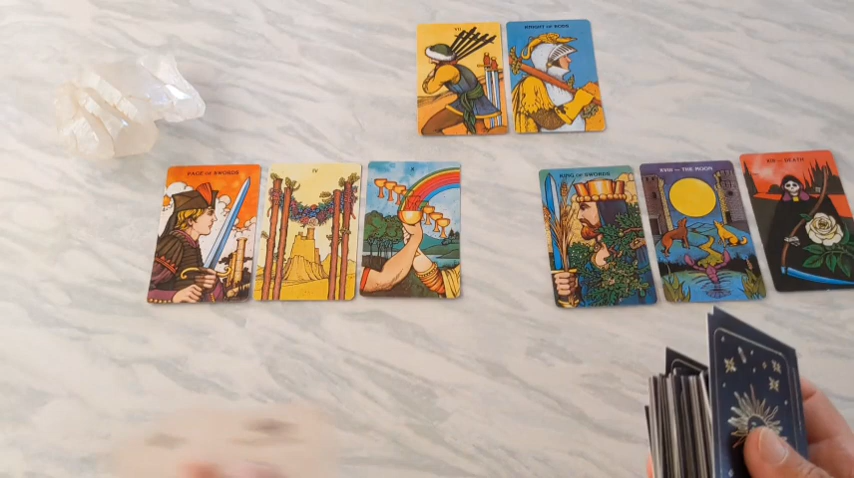 VII
KNIGHT OF RODS
PAGE OF SWORDS
IV
X
KING OF SWORDS
XVIII — THE MOON
XIII — DEATH